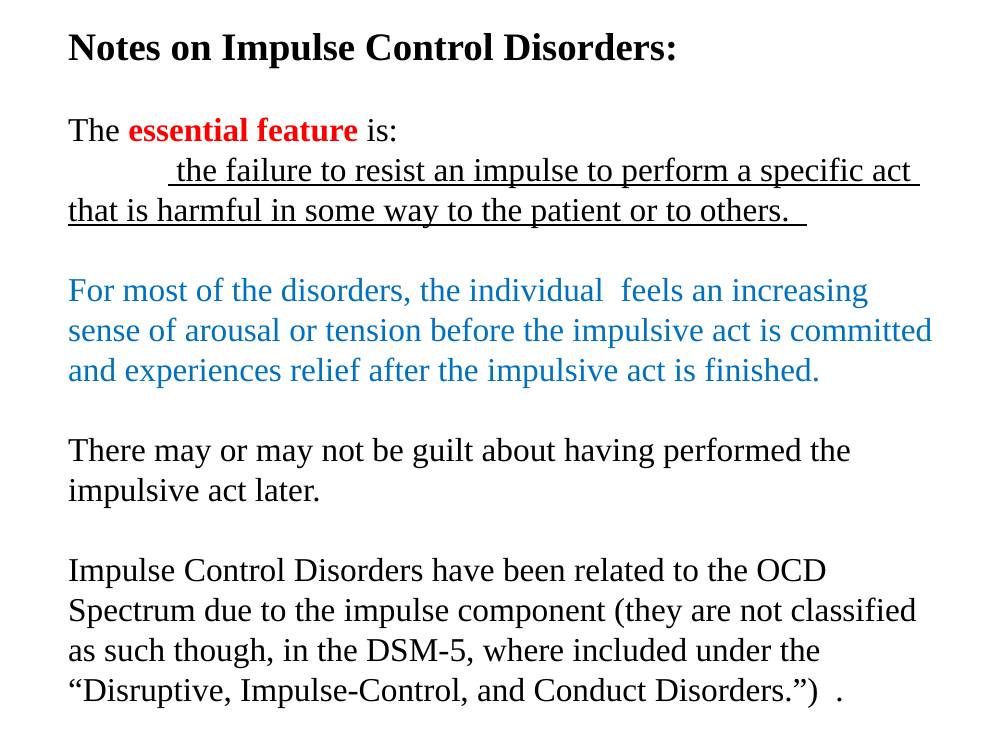 Notes on Impulse Control Disorders:
The essential feature is:
the failure to resist an impulse to perform a specific act
that is harmful in some way to the patient or to others.
For most of the disorders, the individual  feels an increasing
sense of arousal or tension before the impulsive act is committed
and experiences relief after the impulsive act is finished.
There may or may not be guilt about having performed the
impulsive act later.
Impulse Control Disorders have been related to the OCD
Spectrum due to the impulse component (they are not classified
as such though, in the DSM-5, where included under the
“Disruptive, Impulse-Control, and Conduct Disorders.”)  .